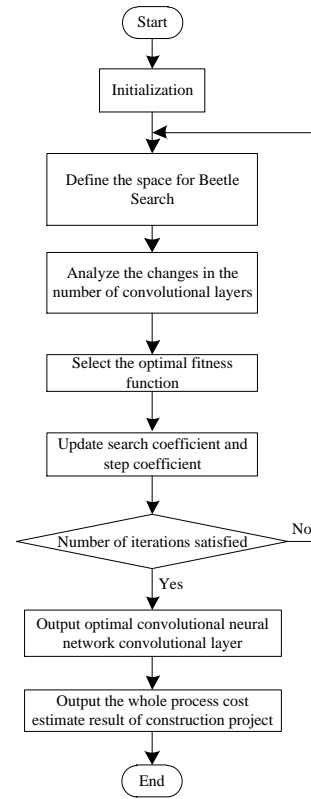 Start
Initialization
Define the space for Beetle
Search
Analyze the changes in the
number of convolutional layers
Select the optimal fitness
function
Update search coefficient and
step coefficient
Number of iterations satisfied
No
Yes
Output optimal convolutional neural
network convolutional layer
Output the whole process cost
estimate result of construction project
End